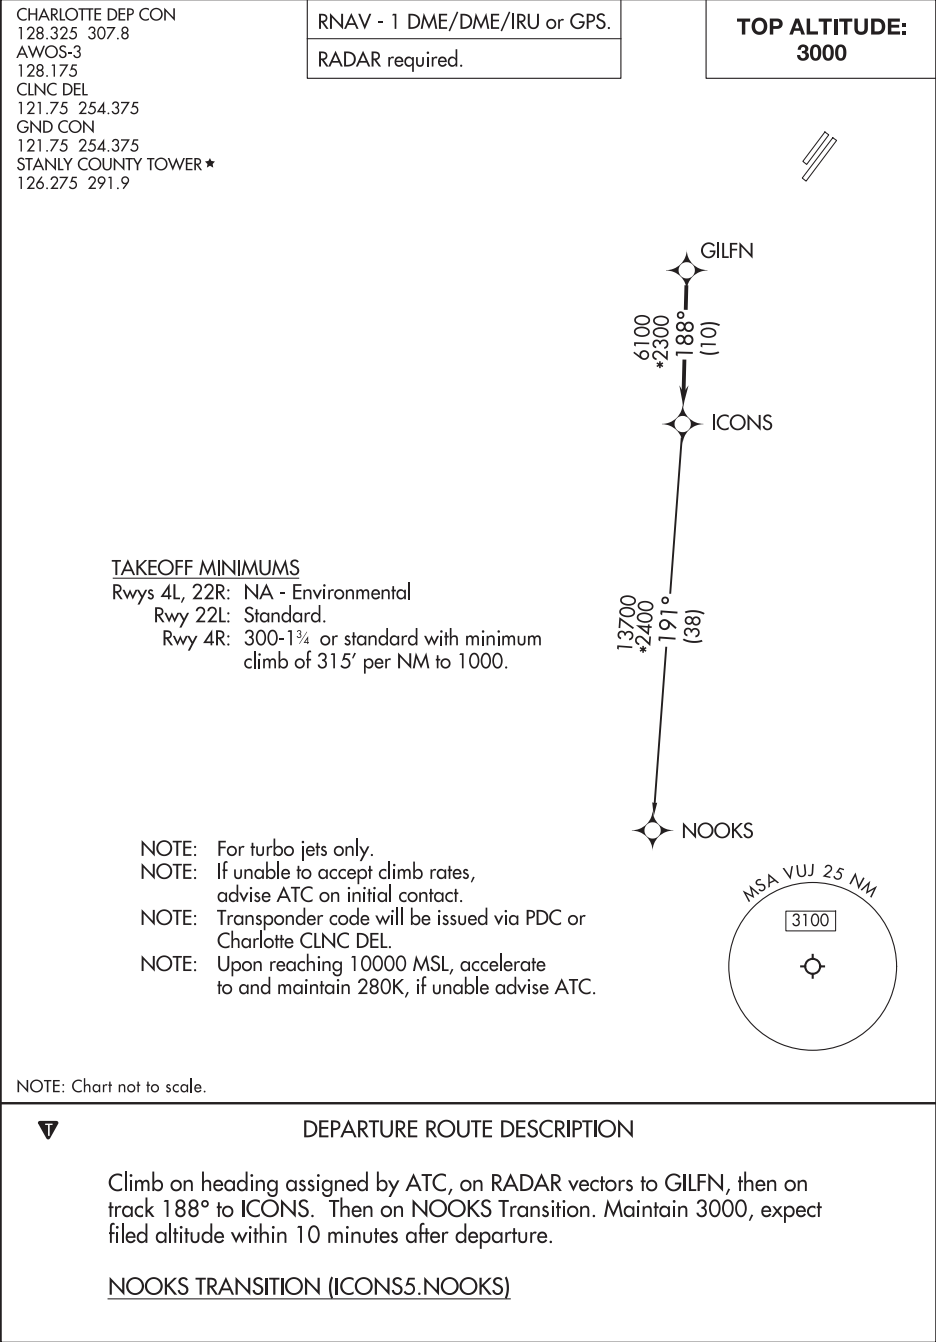 CHARLOTTE DEP CON
128.325 307.8
AWOS-3
128.175
CLNC DEL
121.75 254.375
GND CON
121.75 254.375
STANLY COUNTY TOWER★
126.275 291.9
RNAV - 1 DME/DME/IRU or GPS.
RADAR required.
TOP ALTITUDE:
3000
GILFN
6100
*2300
188°
(10)
ICONS
13700
*2400
191°
(38)
NOOKS
TAKEOFF MINIMUMS
Rwys 4L, 22R: NA - Environmental
Rwy 22L: Standard.
Rwy 4R: 300-1¾ or standard with minimum
climb of 315′ per NM to 1000.
NOTE: For turbo jets only.
NOTE: If unable to accept climb rates,
advise ATC on initial contact.
NOTE: Transponder code will be issued via PDC or
Charlotte CLNC DEL.
NOTE: Upon reaching 10000 MSL, accelerate
to and maintain 280K, if unable advise ATC.
MSA VUJ 25 NM
3100
NOTE: Chart not to scale.
T
DEPARTURE ROUTE DESCRIPTION
Climb on heading assigned by ATC, on RADAR vectors to GILFN, then on
track 188° to ICONS. Then on NOOKS Transition. Maintain 3000, expect
filed altitude within 10 minutes after departure.
NOOKS TRANSITION (ICONS5.NOOKS)